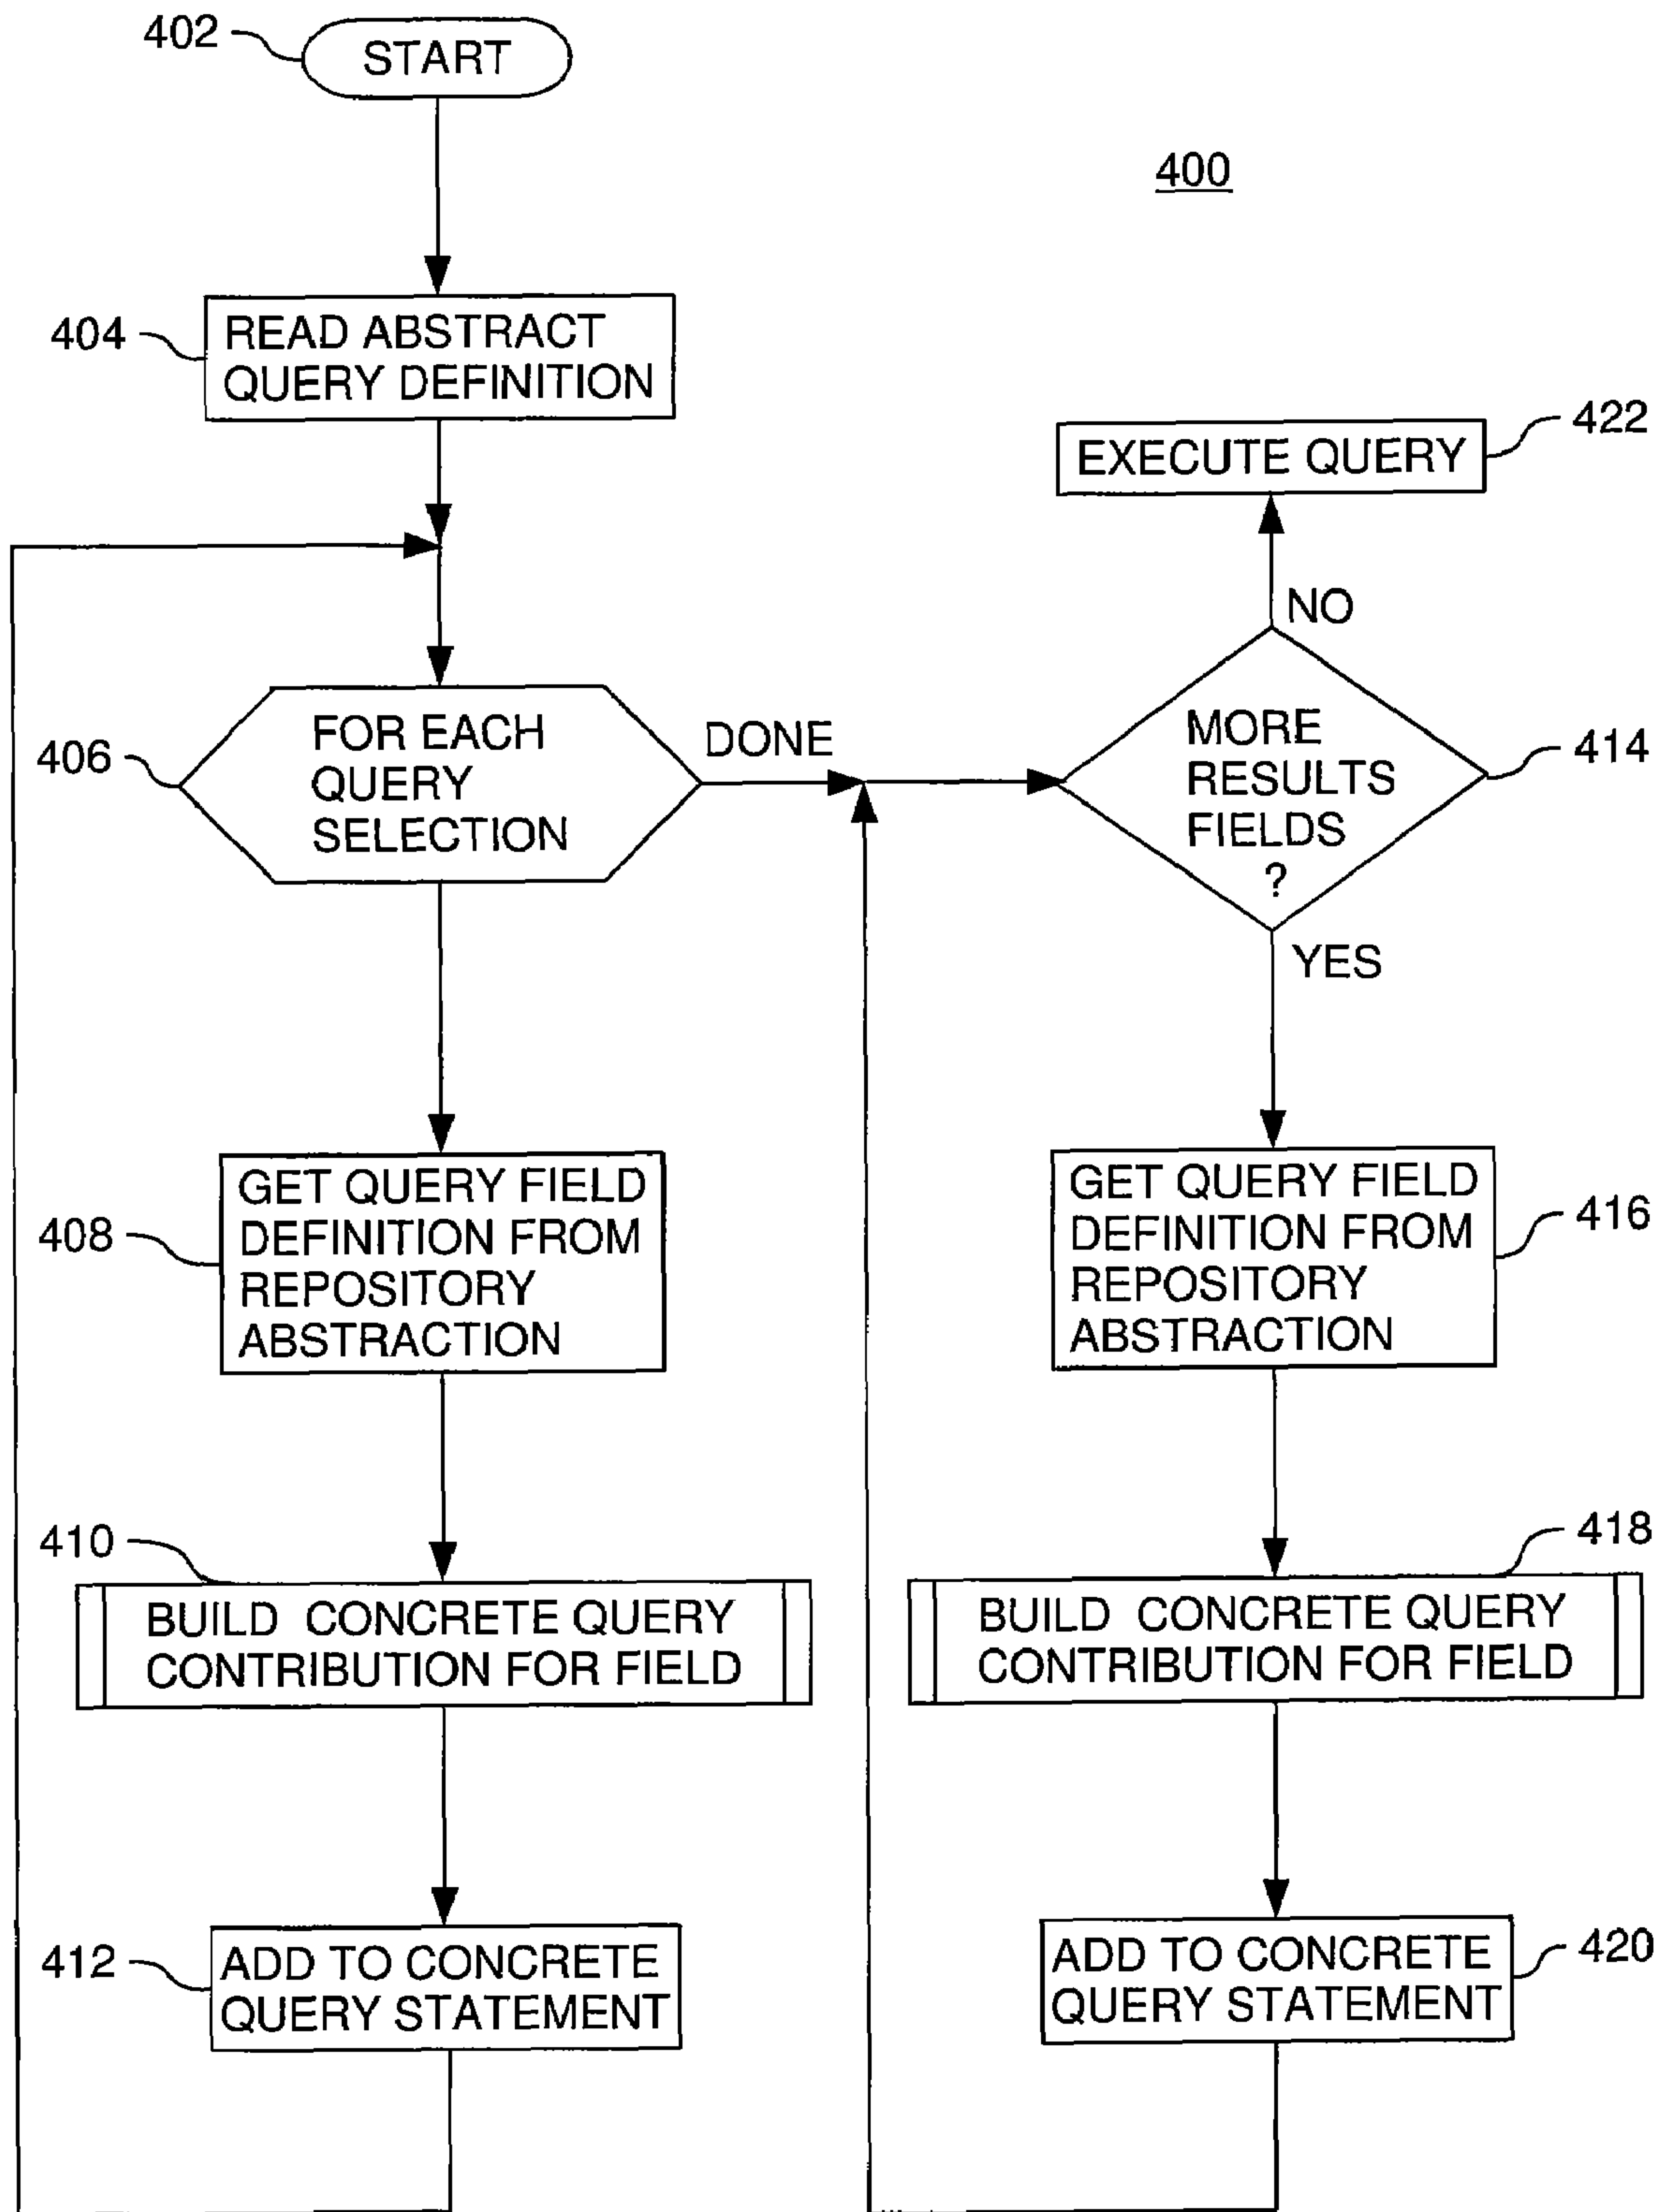 402
START
400
404
READ ABSTRACT
QUERY DEFINITION
422
EXECUTE QUERY
NO
406
FOR EACH
QUERY
SELECTION
DONE
MORE
RESULTS
FIELDS
?
414
YES
408
GET QUERY FIELD
DEFINITION FROM
REPOSITORY
ABSTRACTION
GET QUERY FIELD
DEFINITION FROM
REPOSITORY
ABSTRACTION
416
410
BUILD CONCRETE QUERY
CONTRIBUTION FOR FIELD
418
BUILD CONCRETE QUERY
CONTRIBUTION FOR FIELD
412
ADD TO CONCRETE
QUERY STATEMENT
ADD TO CONCRETE
QUERY STATEMENT
420